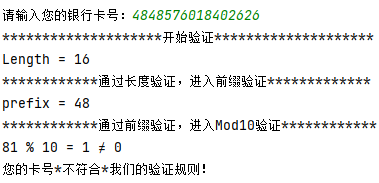 请输入您的银行卡号：4848576018402626
********************开始验证********************
Length = 16
************通过长度验证，进入前缀验证*************
prefix = 48
************通过前缀验证，进入Mod10验证************
81 % 10 = 1 ≠ 0
您的卡号*不符合*我们的验证规则！